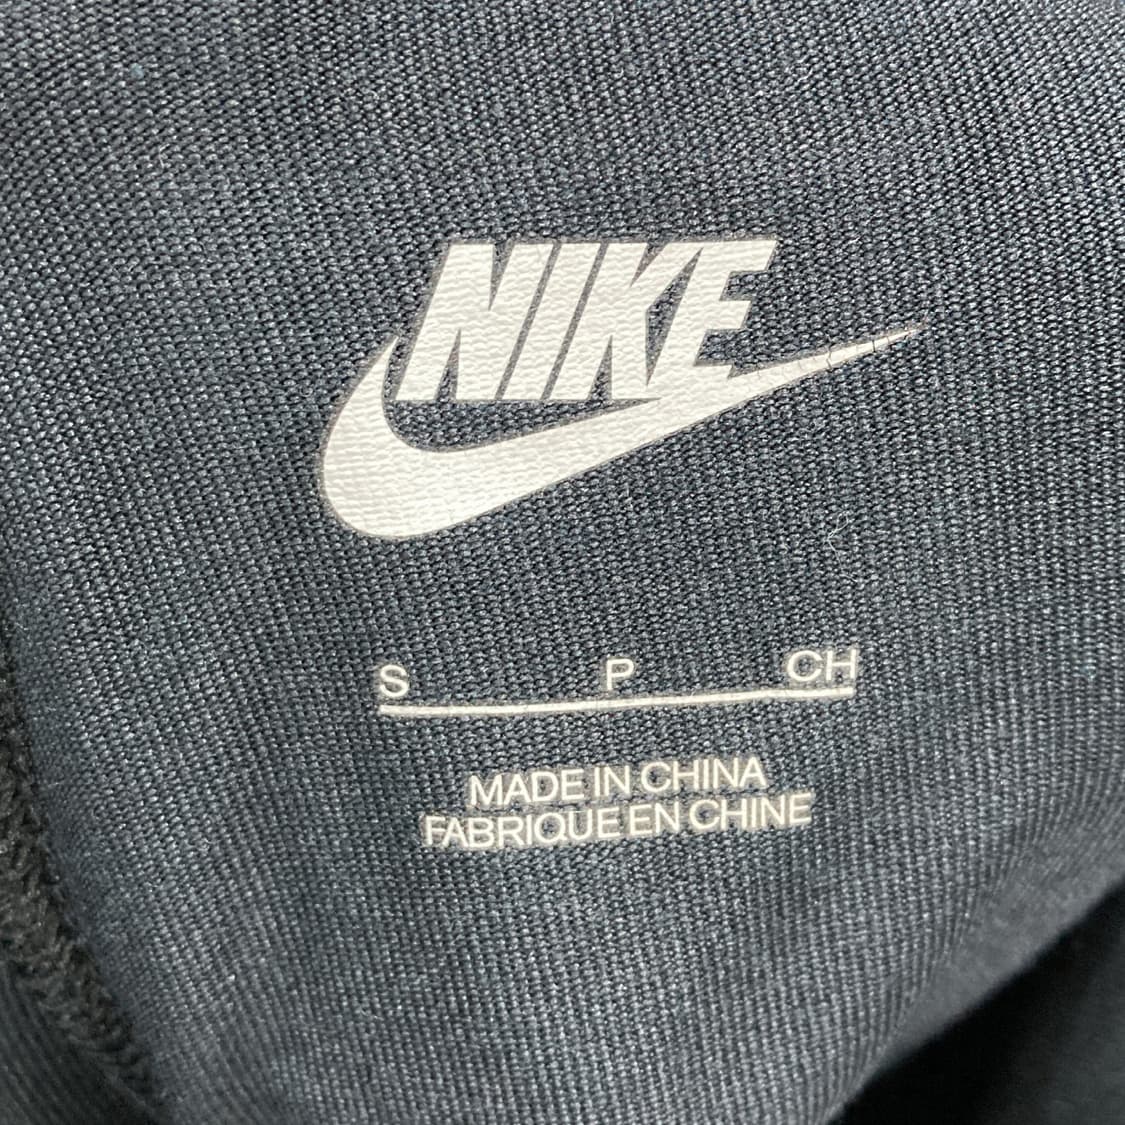 NIKE
S P CH
MADE IN CHINA
FABRIQUE EN CHINE